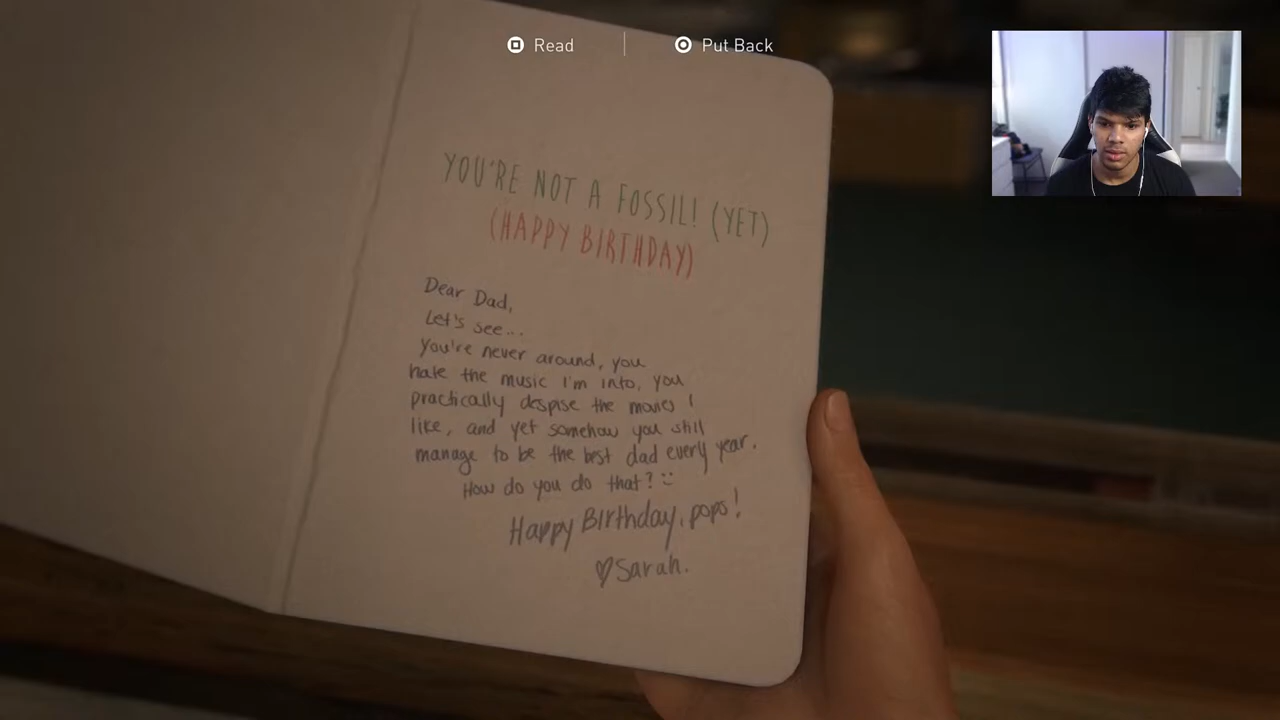 Read
Put Back
YOU'RE NOT A FOSSIL! (YET)
(HAPPY BIRTHDAY)
Dear Dad,
Let's see...
You're never around, you
hate the music I'm into, you
practically despise the movies I
like, and yet somehow you still
manage to be the best dad every year.
How do you do that? :)
Happy Birthday, pops!
♡Sarah.